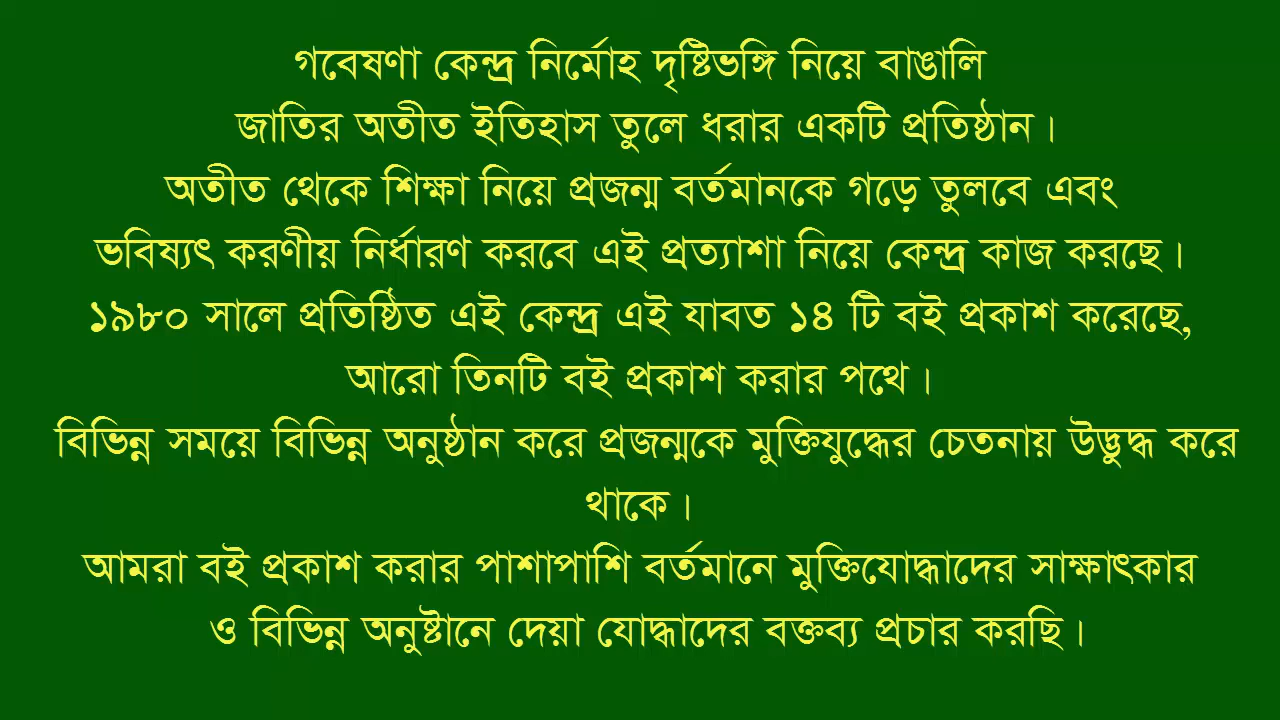 গবেষণা কেন্দ্র নির্মোহ দৃষ্টিভঙ্গি নিয়ে বাঙালি
জাতির অতীত ইতিহাস তুলে ধরার একটি প্রতিষ্ঠান।
অতীত থেকে শিক্ষা নিয়ে প্রজন্ম বর্তমানকে গড়ে তুলবে এবং
ভবিষ্যৎ করণীয় নির্ধারণ করবে এই প্রত্যাশা নিয়ে কেন্দ্র কাজ করছে।
১৯৮০ সালে প্রতিষ্ঠিত এই কেন্দ্র এই যাবত ১৪ টি বই প্রকাশ করেছে,
আরো তিনটি বই প্রকাশ করার পথে।
বিভিন্ন সময়ে বিভিন্ন অনুষ্ঠান করে প্রজন্মকে মুক্তিযুদ্ধের চেতনায় উদ্ভুদ্ধ করে
থাকে।
আমরা বই প্রকাশ করার পাশাপাশি বর্তমানে মুক্তিযোদ্ধাদের সাক্ষাৎকার
ও বিভিন্ন অনুষ্টানে দেয়া যোদ্ধাদের বক্তব্য প্রচার করছি।